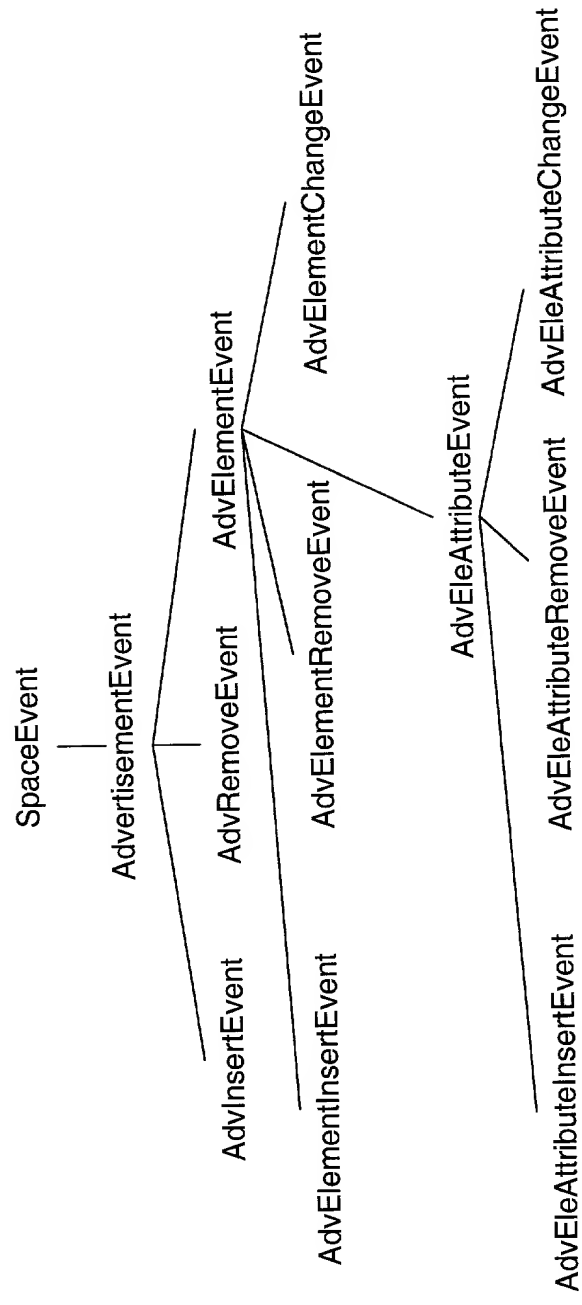 SpaceEvent
AdvertisementEvent
AdvInsertEvent
AdvRemoveEvent
AdvElementEvent
AdvElementInsertEvent
AdvElementRemoveEvent
AdvElementChangeEvent
AdvEleAttributeEvent
AdvEleAttributeInsertEvent
AdvEleAttributeRemoveEvent
AdvEleAttributeChangeEvent